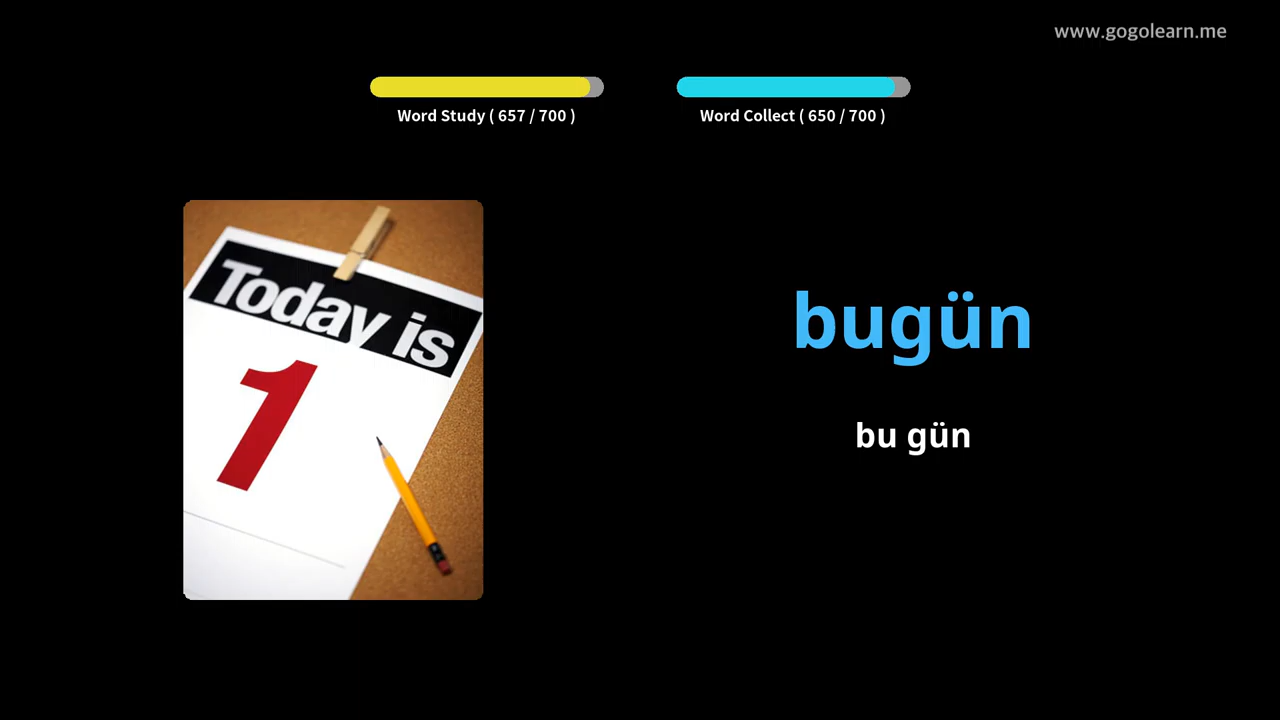 www.gogolearn.me
Word Study ( 657 / 700 )
Word Collect ( 650 / 700 )
Today is
1
bugün
bu gün